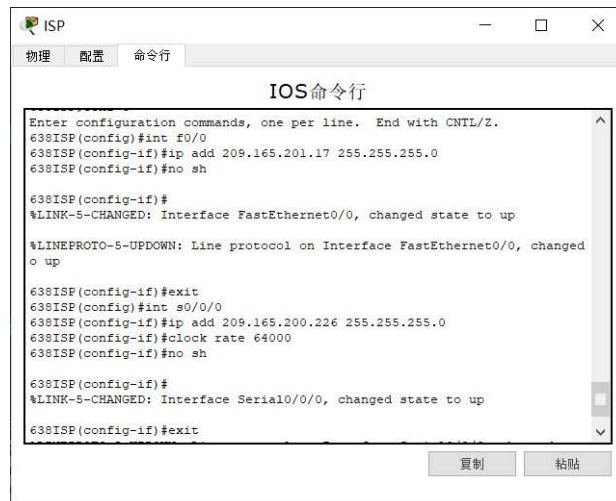 ISP
物理 配置 命令行
IOS命令行
Enter configuration commands, one per line. End with CNTL/Z.
638ISP(config)#int f0/0
638ISP(config-if)#ip add 209.165.201.17 255.255.255.0
638ISP(config-if)#no sh
638ISP(config-if)#
%LINK-5-CHANGED: Interface FastEthernet0/0, changed state to up
%LINEPROTO-5-UPDOWN: Line protocol on Interface FastEthernet0/0, changed
o up
638ISP(config-if)#exit
638ISP(config)#int s0/0/0
638ISP(config-if)#ip add 209.165.200.226 255.255.255.0
638ISP(config-if)#clock rate 64000
638ISP(config-if)#no sh
638ISP(config-if)#
%LINK-5-CHANGED: Interface Serial0/0/0, changed state to up
638ISP(config-if)#exit
复制 粘贴